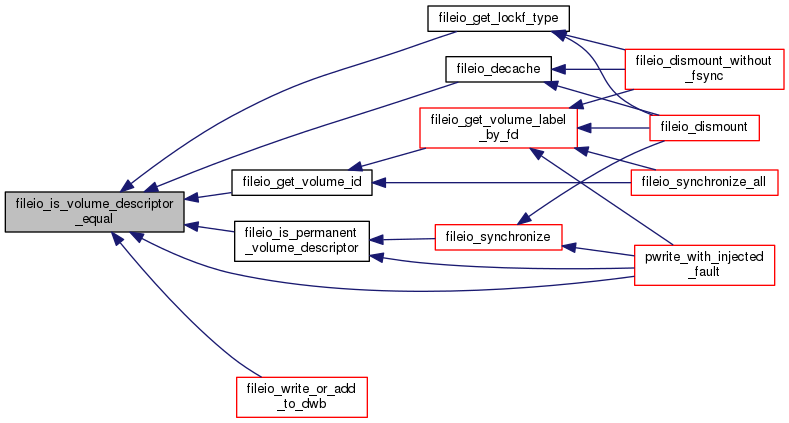 fileio_get_lockf_type
fileio_dismount_without
_fsync
fileio_decache
fileio_get_volume_label
_by_fd
fileio_dismount
fileio_get_volume_id
fileio_synchronize_all
fileio_is_volume_descriptor
_equal
fileio_is_permanent
_volume_descriptor
fileio_synchronize
pwrite_with_injected
_fault
fileio_write_or_add
_to_dwb